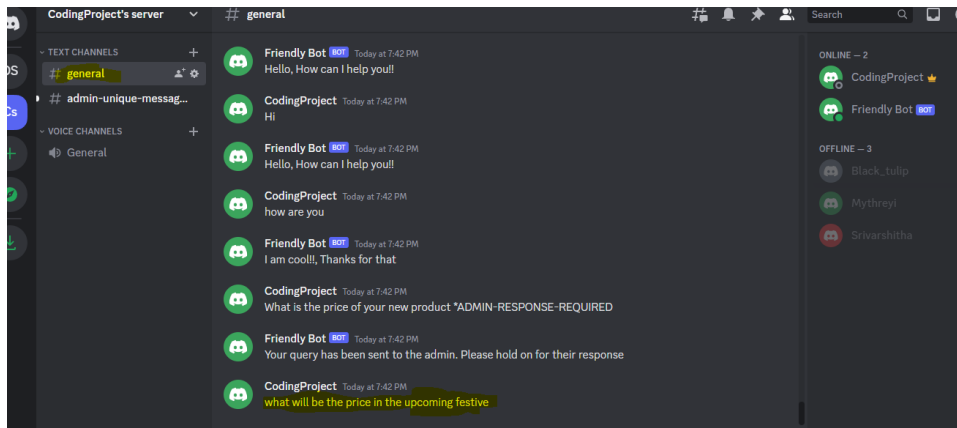 CodingProject's server
# general
Search
TEXT CHANNELS
# general
# admin-unique-messag...
VOICE CHANNELS
General
DS
Cs
Friendly Bot BOT Today at 7:42 PM
Hello, How can I help you!!
CodingProject Today at 7:42 PM
Hi
Friendly Bot BOT Today at 7:42 PM
Hello, How can I help you!!
CodingProject Today at 7:42 PM
how are you
Friendly Bot BOT Today at 7:42 PM
I am cool!!, Thanks for that
CodingProject Today at 7:42 PM
What is the price of your new product *ADMIN-RESPONSE-REQUIRED
Friendly Bot BOT Today at 7:42 PM
Your query has been sent to the admin. Please hold on for their response
CodingProject Today at 7:42 PM
what will be the price in the upcoming festive
ONLINE — 2
CodingProject
Friendly Bot BOT
OFFLINE — 3
Black_tulip
Mythreyi
Srivarshitha